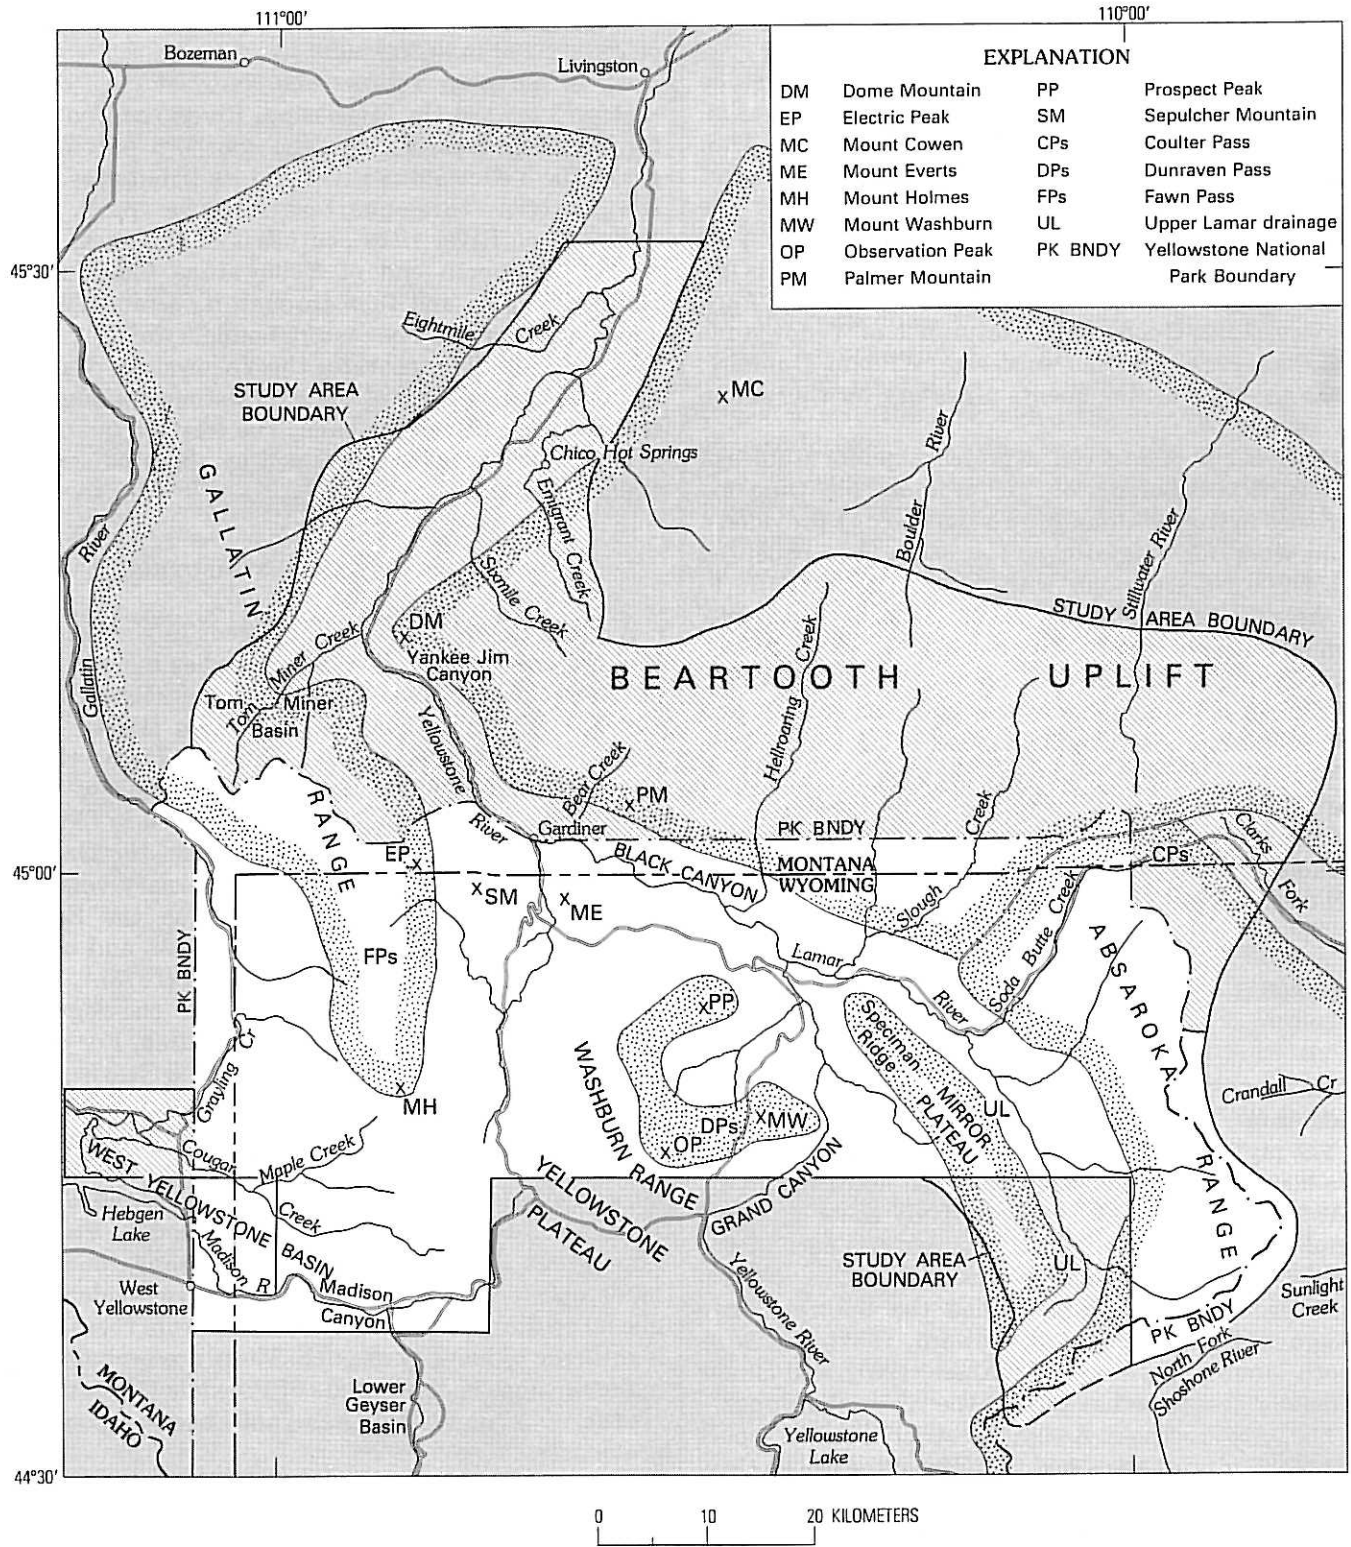 111°00'
110°00'
Bozeman
Livingston
EXPLANATION
DM Dome Mountain PP Prospect Peak
EP Electric Peak SM Sepulcher Mountain
MC Mount Cowen CPs Coulter Pass
ME Mount Everts DPs Dunraven Pass
MH Mount Holmes FPs Fawn Pass
MW Mount Washburn UL Upper Lamar drainage
OP Observation Peak PK BNDY Yellowstone National
PM Palmer Mountain Park Boundary
45°30'
Eightmile Creek
STUDY AREA
BOUNDARY
x MC
GALLATIN
River
Boulder
River
Stillwater River
Chico Hot Springs
Emigrant Creek
Sixmile Creek
STUDY AREA BOUNDARY
x DM
Yankee Jim
Canyon
Tom Miner Creek
Gallatin
Tom Miner
Basin
BEARTOOTH UPLIFT
Hellroaring Creek
Yellowstone
River
RANGE
Bear Creek
x PM
Slough
Creek
Gardiner
PK BNDY
Clarks
Fork
CPs
EP x
45°00'
BLACK CANYON
MONTANA
WYOMING
x SM
x ME
FPs
PK BNDY
Lamar
River
Soda Butte Creek
ABSAROKA
RANGE
x PP
Speciman
Ridge
MIRROR
PLATEAU
UL
Grayling
Cr
x
MH
WASHBURN RANGE
DPs
x MW
x OP
Crandall Cr
Cougar
Creek
Maple Creek
WEST YELLOWSTONE BASIN
Hebgen
Lake
Madison R
YELLOWSTONE
PLATEAU
GRAND CANYON
STUDY AREA
BOUNDARY
UL
West
Yellowstone
Madison
Canyon
Yellowstone River
Sunlight
Creek
PK BNDY
North Fork
Shoshone River
MONTANA
IDAHO
Lower
Geyser
Basin
Yellowstone
Lake
44°30'
0 10 20 KILOMETERS